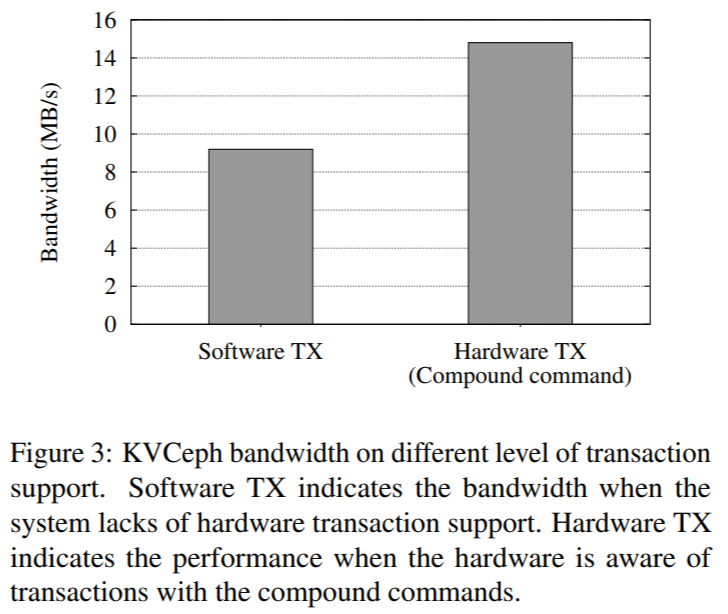 16
14
12
10
8
6
4
2
0
Bandwidth (MB/s)
Software TX
Hardware TX
(Compound command)
Figure 3: KVCeph bandwidth on different level of transaction
support. Software TX indicates the bandwidth when the
system lacks of hardware transaction support. Hardware TX
indicates the performance when the hardware is aware of
transactions with the compound commands.